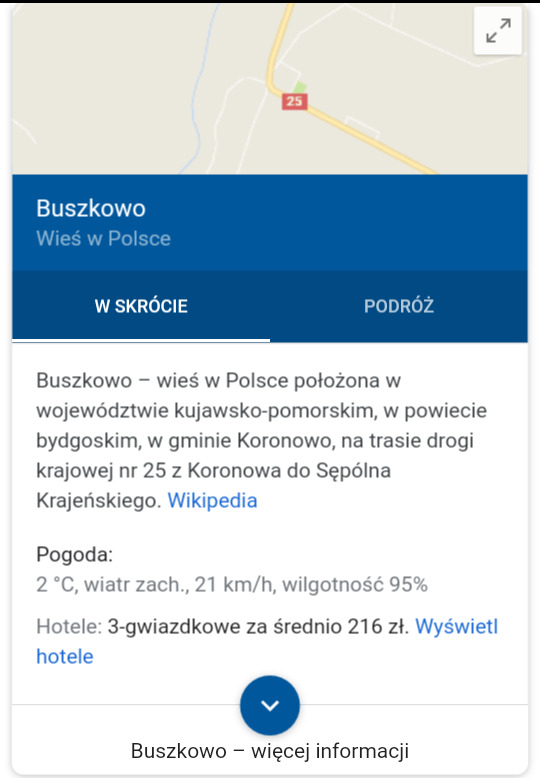 25
Buszkowo
Wieś w Polsce
W SKRÓCIE
PODRÓŻ
Buszkowo – wieś w Polsce położona w
województwie kujawsko-pomorskim, w powiecie
bydgoskim, w gminie Koronowo, na trasie drogi
krajowej nr 25 z Koronowa do Sępólna
Krajeńskiego. Wikipedia
Pogoda:
2 °C, wiatr zach., 21 km/h, wilgotność 95%
Hotele: 3-gwiazdkowe za średnio 216 zł. Wyświetl
hotele
Buszkowo – więcej informacji